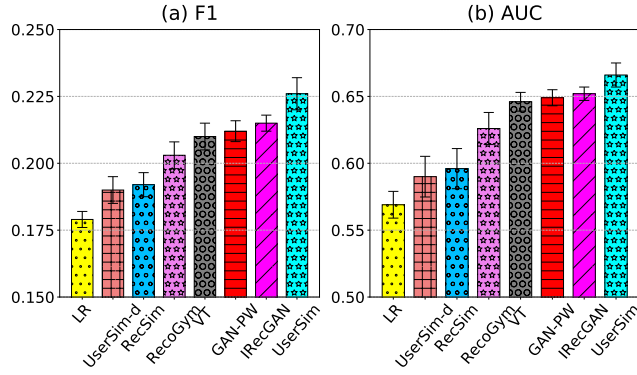 (a) F1
0.250
0.225
0.200
0.175
0.150
LR
UserSim-d
RecSim
RecoGym
VT
GAN-PW
IRecGAN
UserSim
(b) AUC
0.70
0.65
0.60
0.55
0.50
LR
UserSim-d
RecSim
RecoGym
VT
GAN-PW
IRecGAN
UserSim